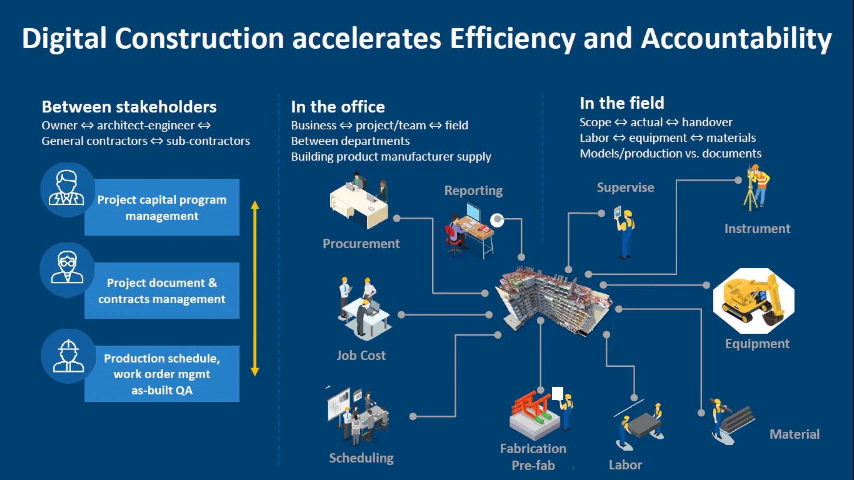 Digital Construction accelerates Efficiency and Accountability
Between stakeholders
Owner ⇔ architect-engineer ⇔
General contractors ⇔ sub-contractors
Project capital program
management
Project document &
contracts management
Production schedule,
work order mgmt
as-built QA
In the office
Business ⇔ project/team ⇔ field
Between departments
Building product manufacturer supply
Reporting
Procurement
Job Cost
Scheduling
In the field
Scope ⇔ actual ⇔ handover
Labor ⇔ equipment ⇔ materials
Models/production vs. documents
Supervise
Instrument
Equipment
Material
Fabrication
Pre-fab
Labor